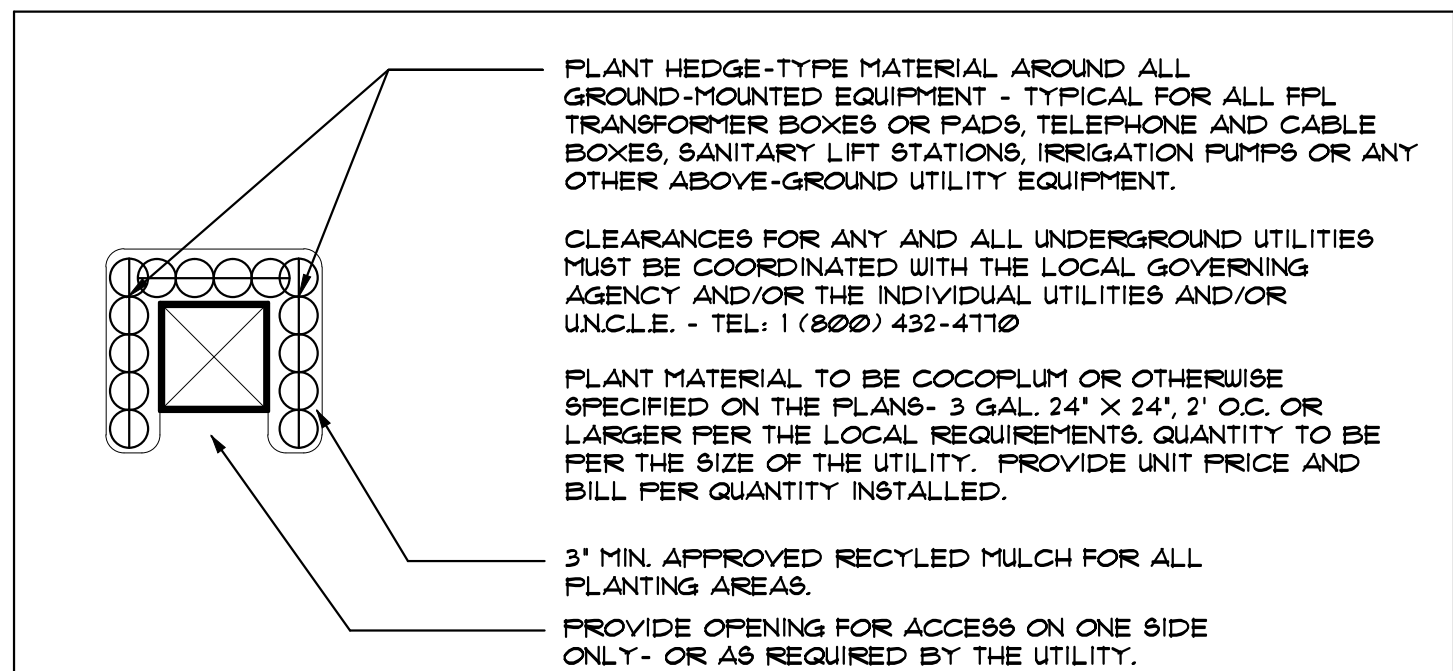 PLANT HEDGE-TYPE MATERIAL AROUND ALL
GROUND-MOUNTED EQUIPMENT - TYPICAL FOR ALL FPL
TRANSFORMER BOXES OR PADS, TELEPHONE AND CABLE
BOXES, SANITARY LIFT STATIONS, IRRIGATION PUMPS OR ANY
OTHER ABOVE-GROUND UTILITY EQUIPMENT.
CLEARANCES FOR ANY AND ALL UNDERGROUND UTILITIES
MUST BE COORDINATED WITH THE LOCAL GOVERNING
AGENCY AND/OR THE INDIVIDUAL UTILITIES AND/OR
U.N.C.L.E. - TEL: 1 (800) 432-4770
PLANT MATERIAL TO BE COCOPLUM OR OTHERWISE
SPECIFIED ON THE PLANS- 3 GAL. 24" X 24", 2' O.C. OR
LARGER PER THE LOCAL REQUIREMENTS. QUANTITY TO BE
PER THE SIZE OF THE UTILITY. PROVIDE UNIT PRICE AND
BILL PER QUANTITY INSTALLED.
3" MIN. APPROVED RECYLED MULCH FOR ALL
PLANTING AREAS.
PROVIDE OPENING FOR ACCESS ON ONE SIDE
ONLY- OR AS REQUIRED BY THE UTILITY.